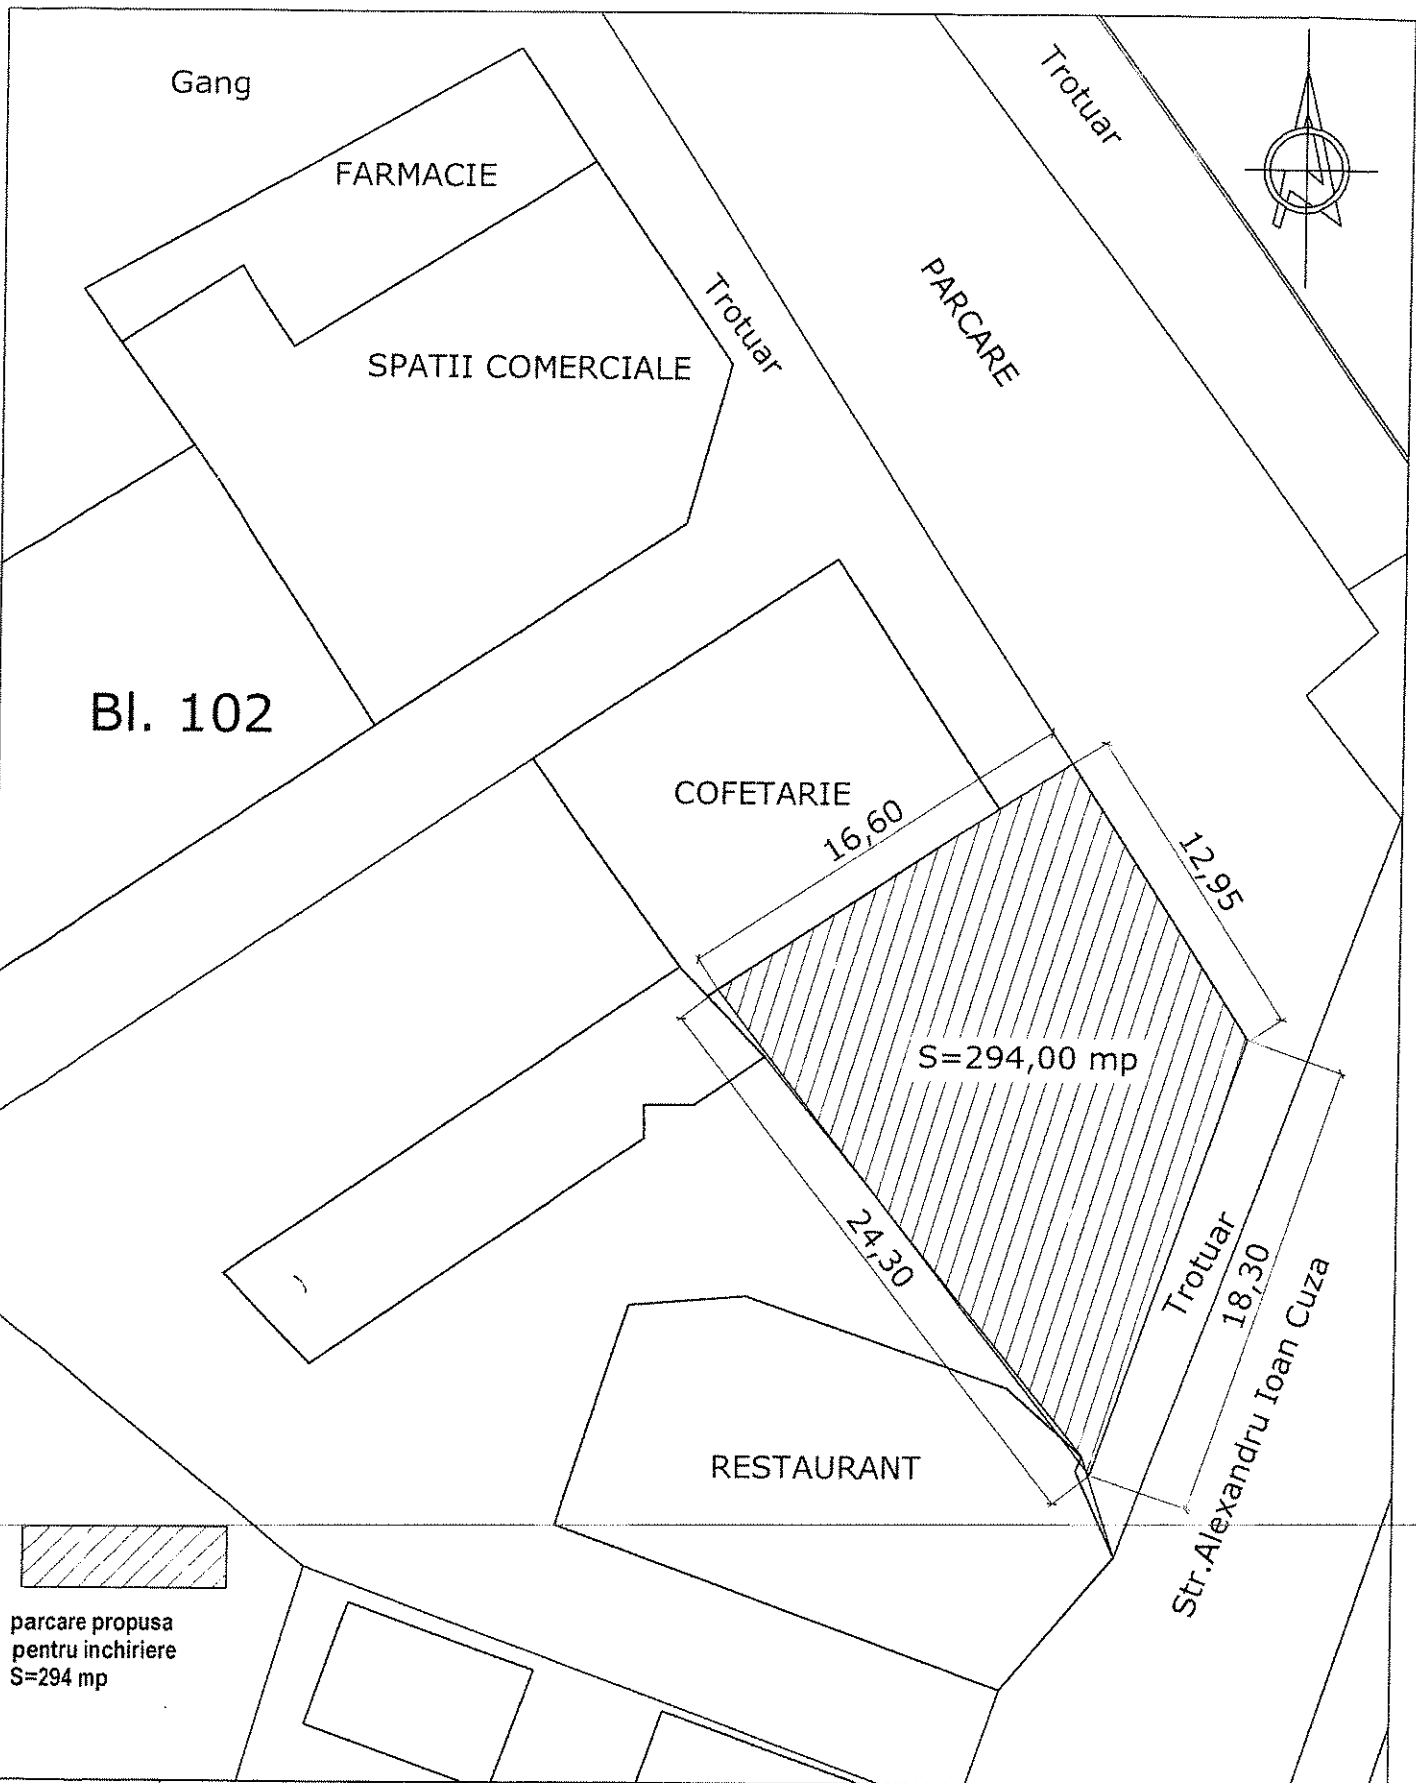 Gang
Trotuar
FARMACIE
Trotuar
PARCARE
SPATII COMERCIALE
Bl. 102
COFETARIE
16,60
12,95
S=294,00 mp
24,30
Trotuar
18,30
Str.Alexandru Ioan Cuza
RESTAURANT
parcare propusa
pentru inchiriere
S=294 mp